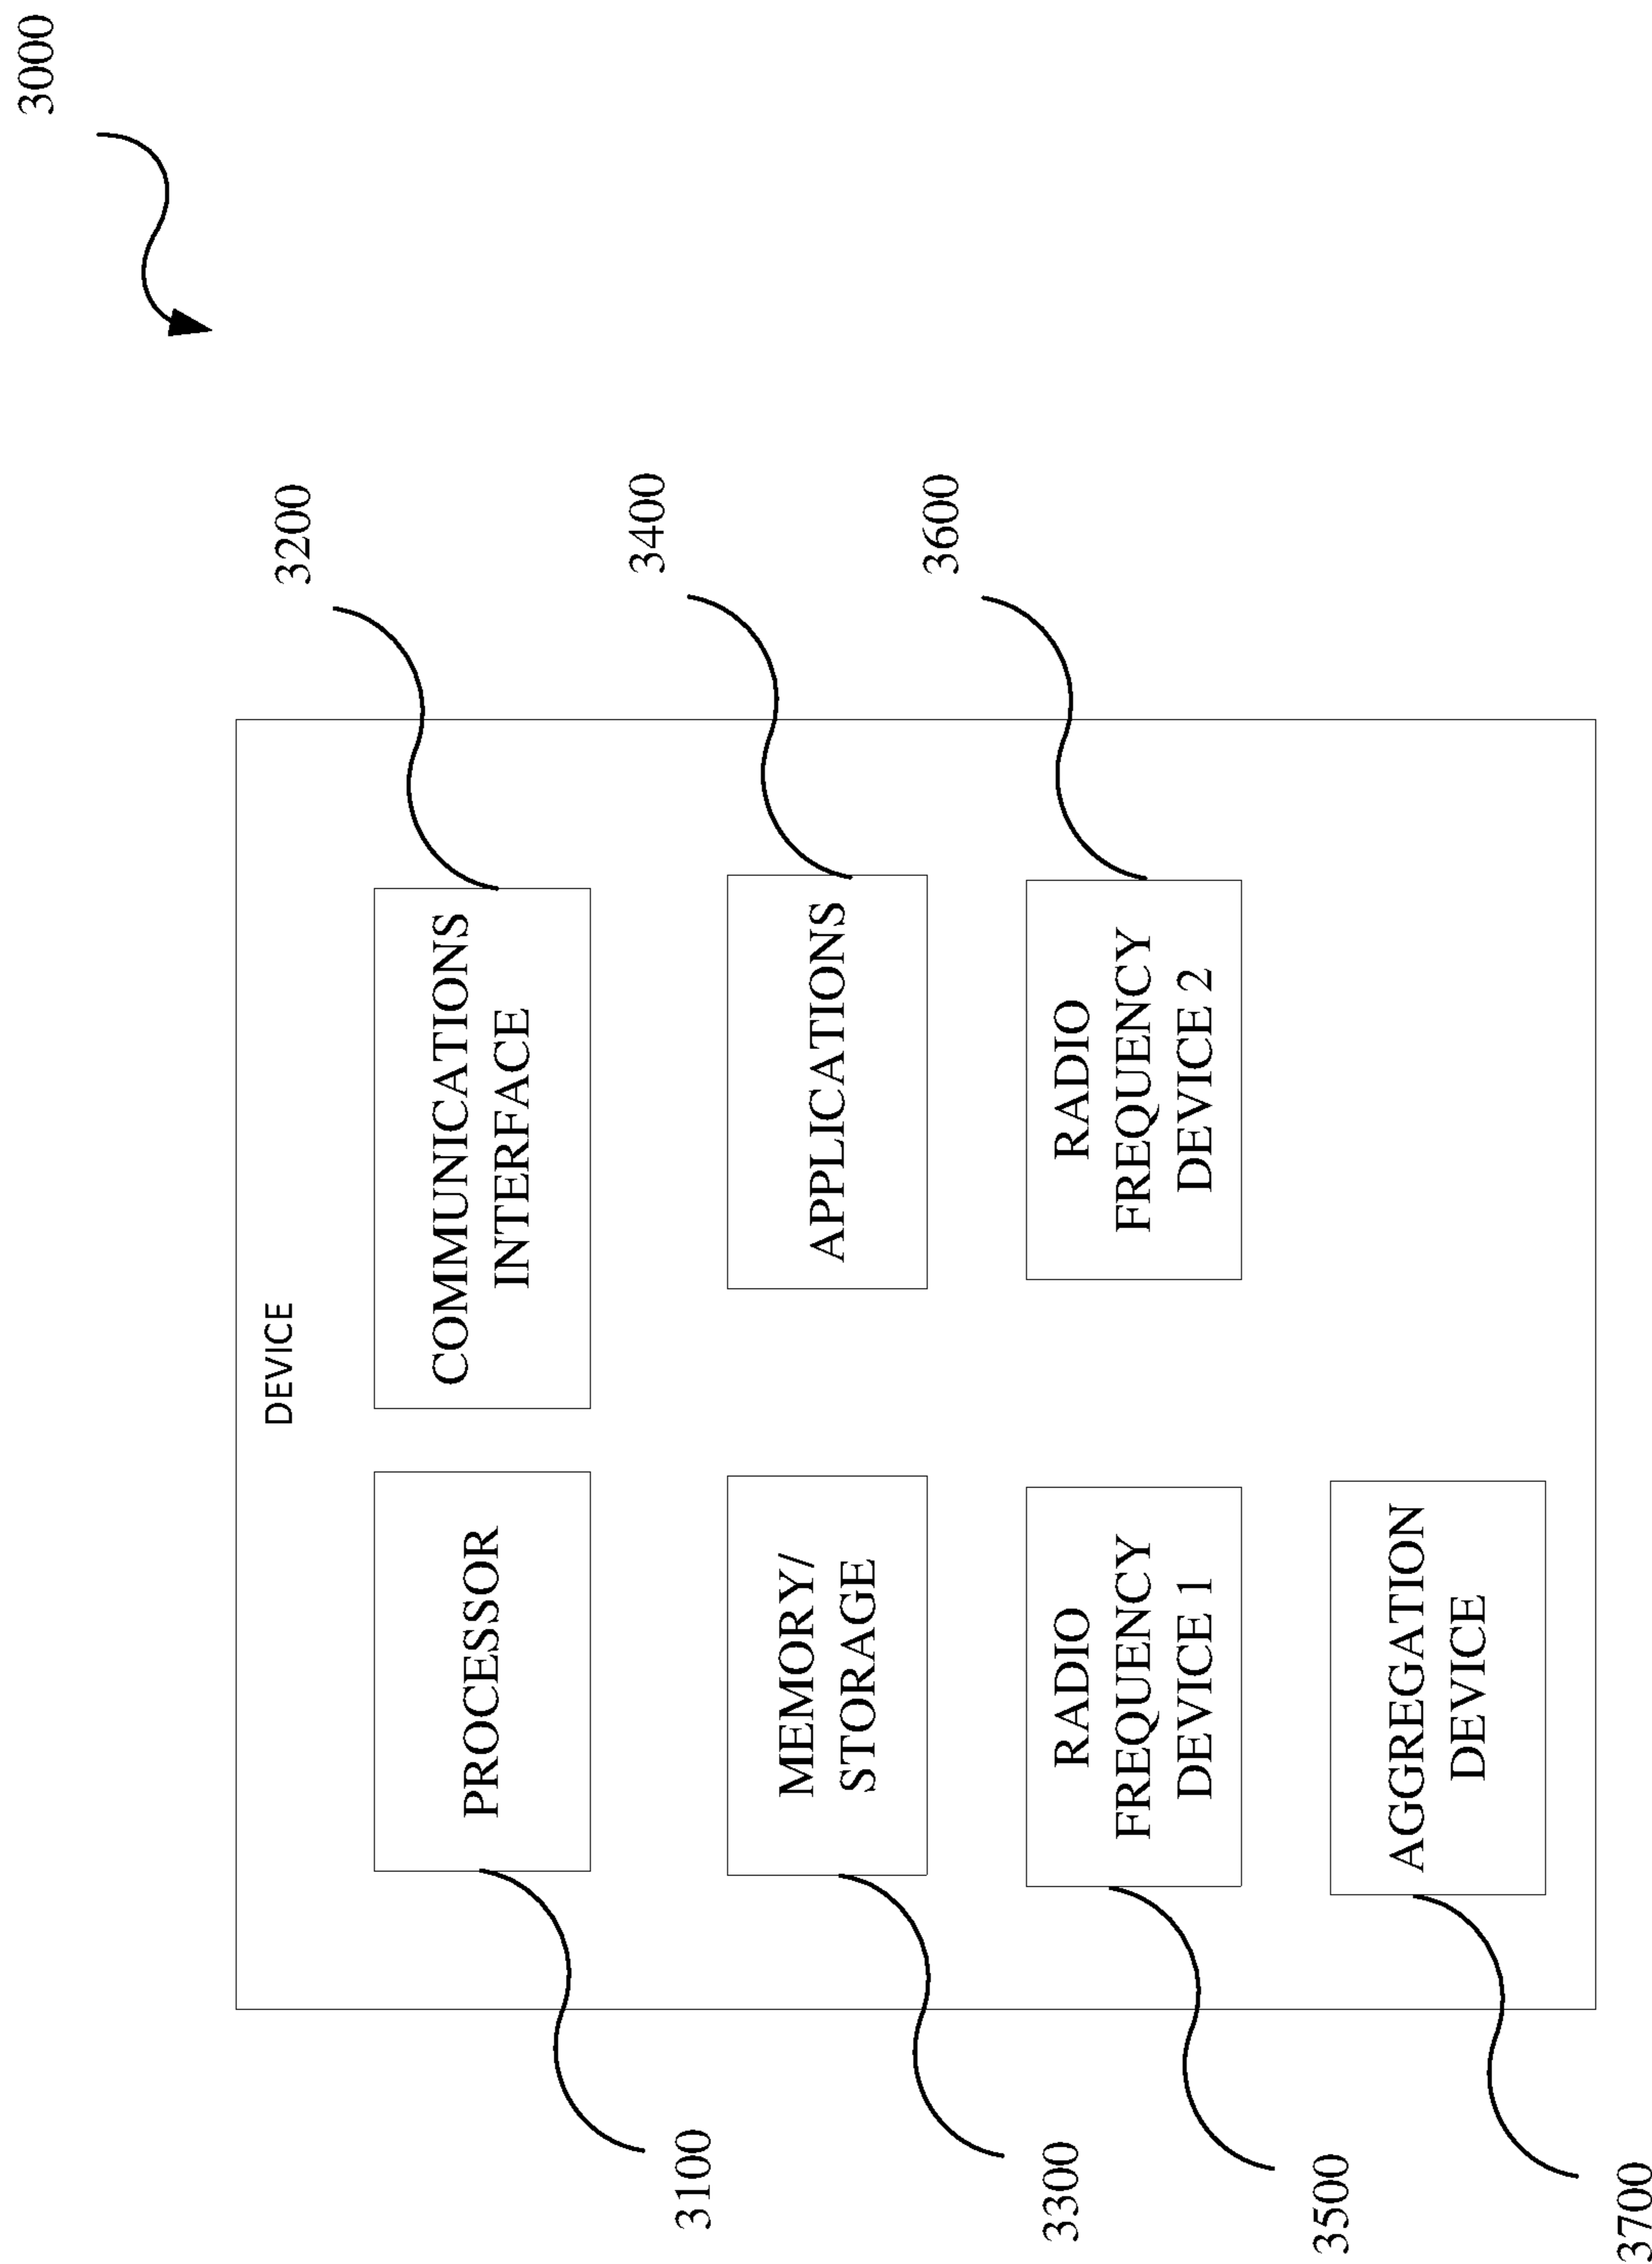 3000
DEVICE
3100
PROCESSOR
COMMUNICATIONS
INTERFACE
3200
3300
MEMORY/
STORAGE
APPLICATIONS
3400
3500
RADIO
FREQUENCY
DEVICE 1
RADIO
FREQUENCY
DEVICE 2
3600
3700
AGGREGATION
DEVICE